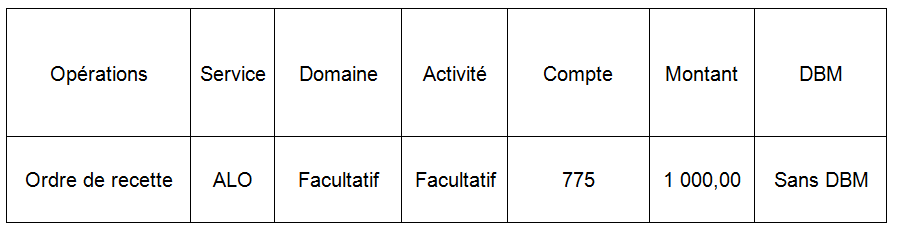 Opérations Service Domaine Activité Compte Montant DBM
Ordre de recette ALO Facultatif Facultatif 775 1 000,00 Sans DBM